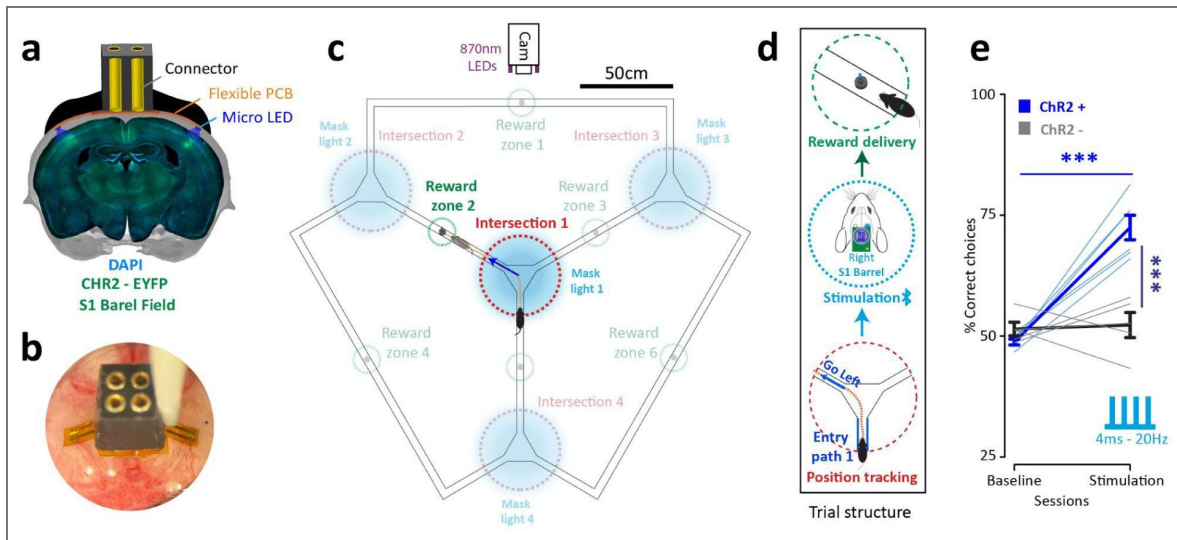 a
Connector
Flexible PCB
Micro LED
DAPI
CHR2 - EYFP
S1 Barel Field
b
c
870nm
LEDs
Cam
50cm
Mask
light 2
Intersection 2
Reward
zone 1
Intersection 3
Mask
light 3
Reward
zone 2
Reward
zone 3
Intersection 1
Mask
light 1
Reward
zone 4
Reward
zone 6
Intersection 4
Mask
light 4
d
Reward delivery
Right
S1 Barrel
Stimulation
Go Left
Entry
path 1
Position tracking
Trial structure
e
% Correct choices
100
75
50
25
ChR2 +
ChR2 -
***
***
4ms - 20Hz
Baseline
Stimulation
Sessions